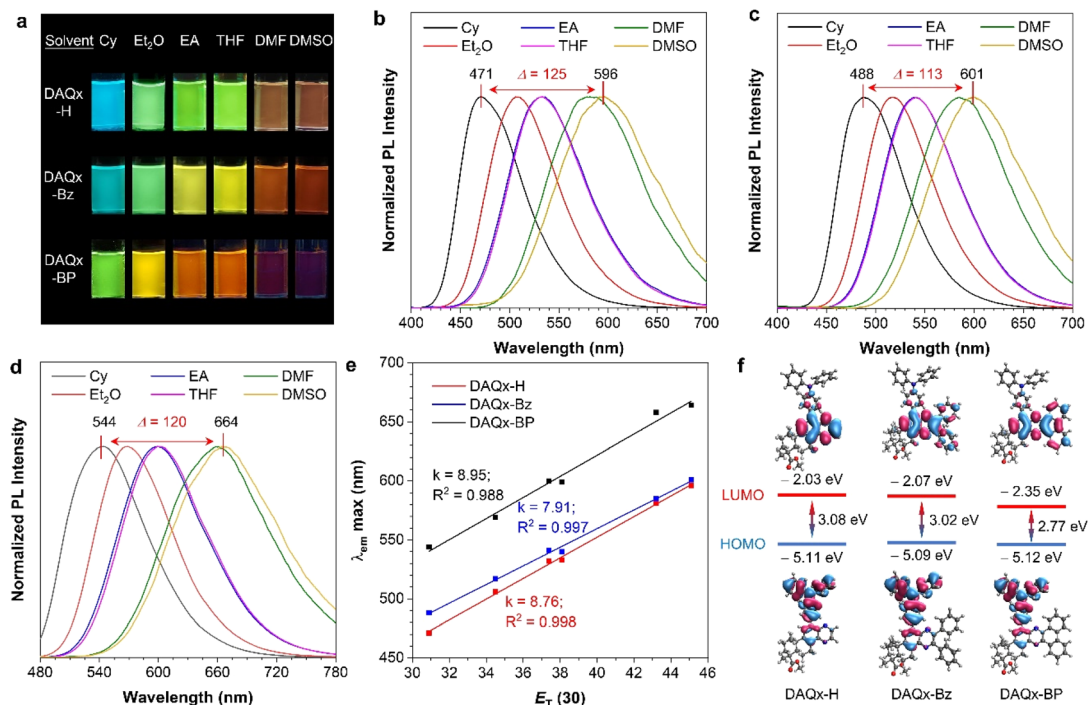 a
Solvent Cy Et₂O EA THF DMF DMSO
DAQx
-H
DAQx
-Bz
DAQx
-BP
b
Cy EA DMF
Et₂O THF DMSO
471 Δ = 125 596
Normalized PL Intensity
400 450 500 550 600 650 700
Wavelength (nm)
c
Cy EA DMF
Et₂O THF DMSO
488 Δ = 113 601
Normalized PL Intensity
400 450 500 550 600 650 700
Wavelength (nm)
d
Cy EA DMF
Et₂O THF DMSO
544 Δ = 120 664
Normalized PL Intensity
480 540 600 660 720 780
Wavelength (nm)
e
700
650
600
550
500
450
λem max (nm)
DAQx-H
DAQx-Bz
DAQx-BP
k = 8.95;
R² = 0.988
k = 7.91;
R² = 0.997
k = 8.76;
R² = 0.998
30 32 34 36 38 40 42 44 46
ET (30)
f
− 2.03 eV − 2.07 eV − 2.35 eV
LUMO
3.08 eV 3.02 eV 2.77 eV
HOMO
− 5.11 eV − 5.09 eV − 5.12 eV
DAQx-H DAQx-Bz DAQx-BP